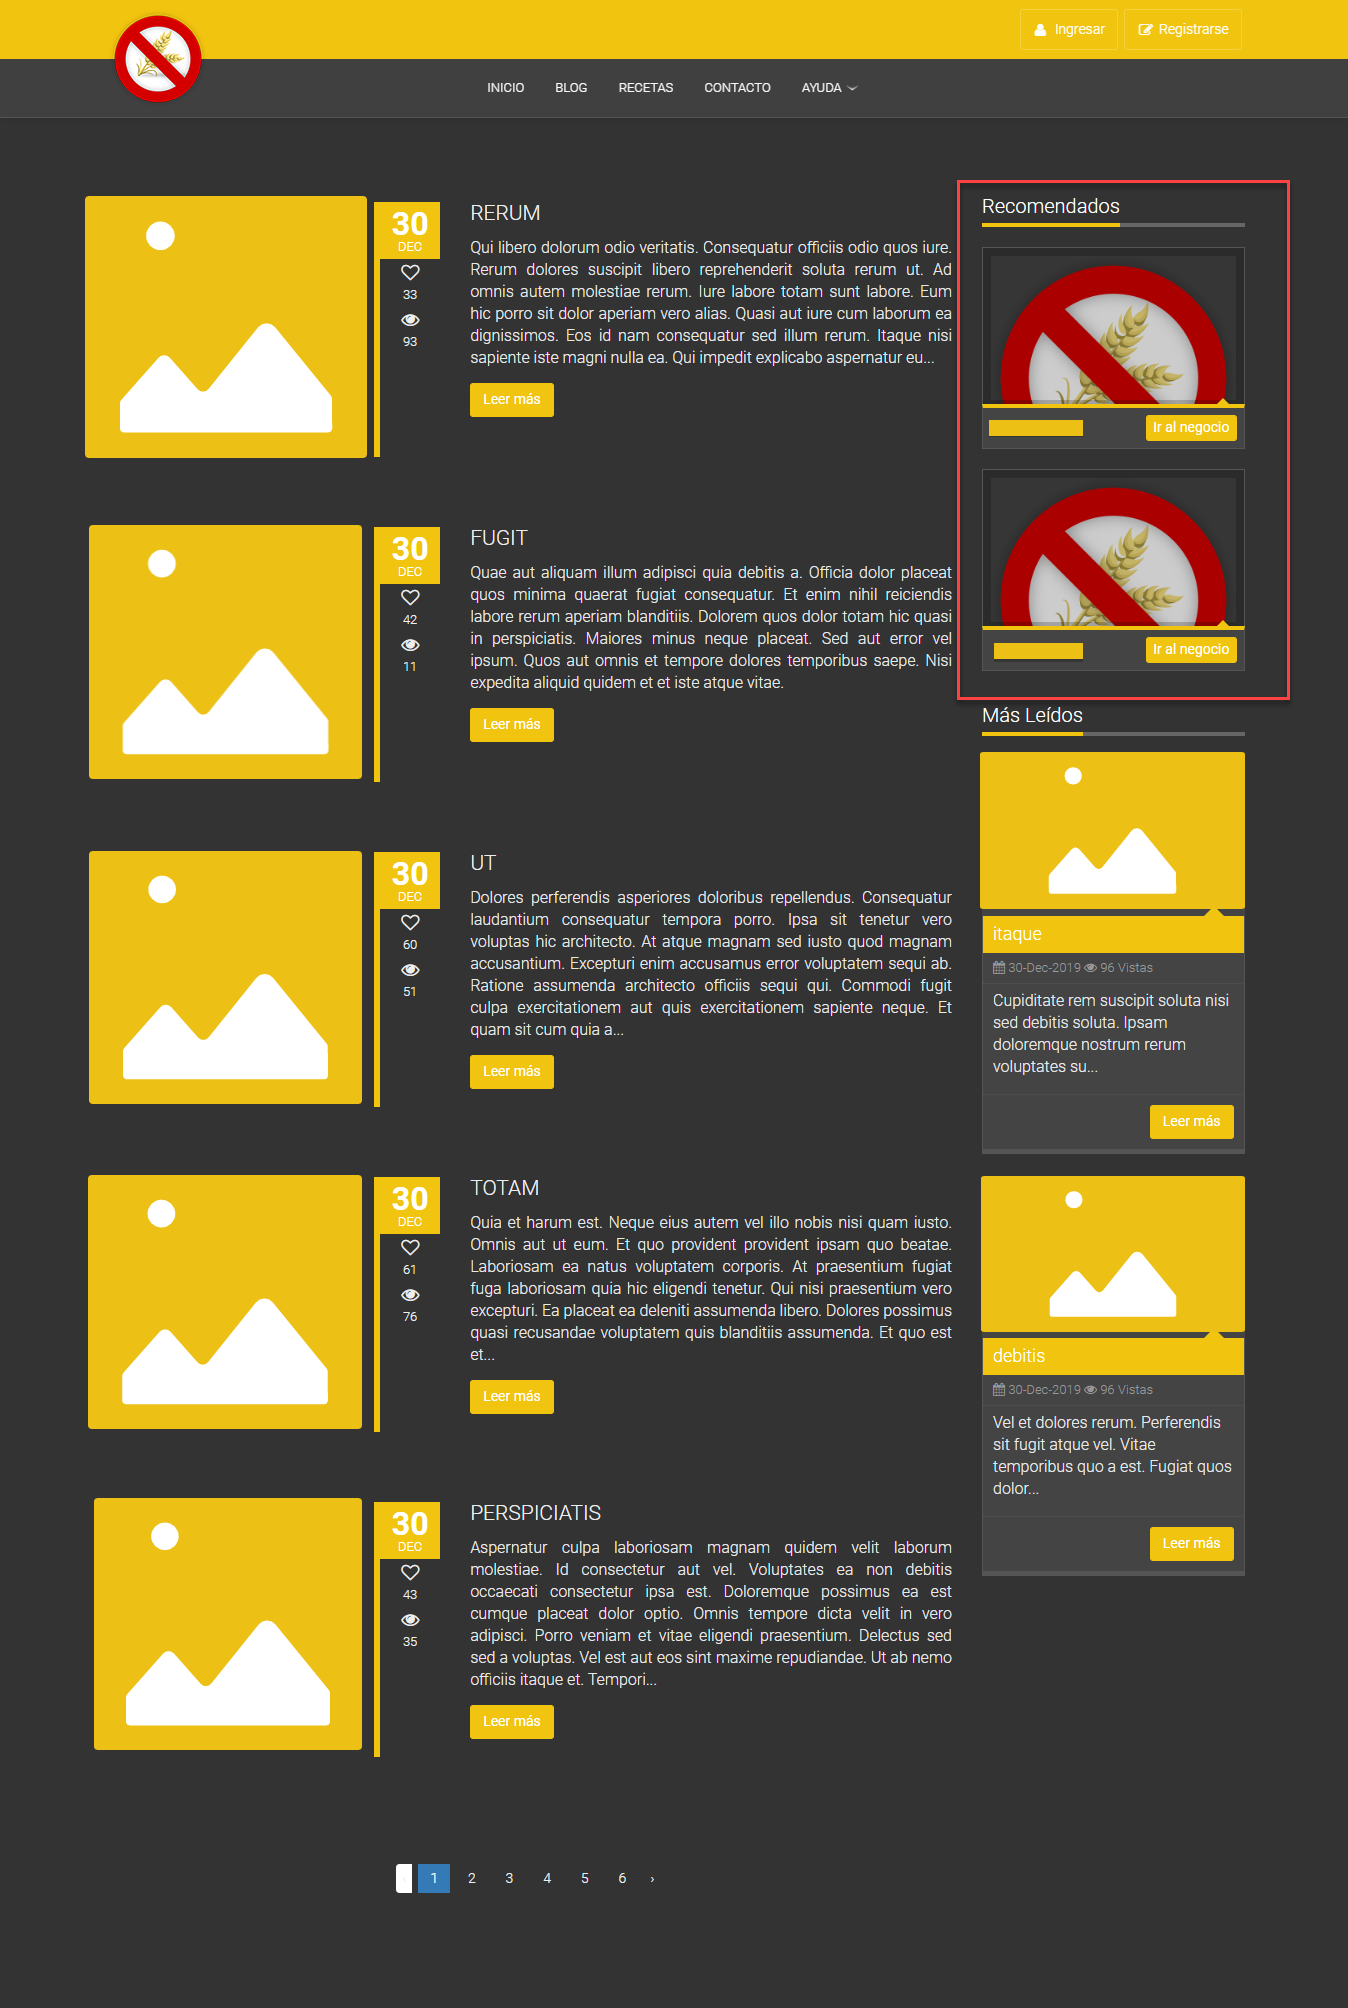 Ingresar
Registrarse
INICIO
BLOG
RECETAS
CONTACTO
AYUDA
30
DEC
33
93
RERUM
Qui libero dolorum odio veritatis. Consequatur officiis odio quos iure.
Rerum dolores suscipit libero reprehenderit soluta rerum ut. Ad
omnis autem molestiae rerum. Iure labore totam sunt labore. Eum
hic porro sit dolor aperiam vero alias. Quasi aut iure cum laborum ea
dignissimos. Eos id nam consequatur sed illum rerum. Itaque nisi
sapiente iste magni nulla ea. Qui impedit explicabo aspernatur eu...
Leer más
30
DEC
42
11
FUGIT
Quae aut aliquam illum adipisci quia debitis a. Officia dolor placeat
quos minima quaerat fugiat consequatur. Et enim nihil reiciendis
labore rerum aperiam blanditiis. Dolorem quos dolor totam hic quasi
in perspiciatis. Maiores minus neque placeat. Sed aut error vel
ipsum. Quos aut omnis et tempore dolores temporibus saepe. Nisi
expedita aliquid quidem et et iste atque vitae.
Leer más
30
DEC
60
51
UT
Dolores perferendis asperiores doloribus repellendus. Consequatur
laudantium consequatur tempora porro. Ipsa sit tenetur vero
voluptas hic architecto. At atque magnam sed iusto quod magnam
accusantium. Excepturi enim accusamus error voluptatem sequi ab.
Ratione assumenda architecto officiis sequi qui. Commodi fugit
culpa exercitationem aut quis exercitationem sapiente neque. Et
quam sit cum quia a...
Leer más
30
DEC
61
76
TOTAM
Quia et harum est. Neque eius autem vel illo nobis nisi quam iusto.
Omnis aut ut eum. Et quo provident provident ipsam quo beatae.
Laboriosam ea natus voluptatem corporis. At praesentium fugiat
fuga laboriosam quia hic eligendi tenetur. Qui nisi praesentium vero
excepturi. Ea placeat ea deleniti assumenda libero. Dolores possimus
quasi recusandae voluptatem quis blanditiis assumenda. Et quo est
et...
Leer más
30
DEC
43
35
PERSPICIATIS
Aspernatur culpa laboriosam magnam quidem velit laborum
molestiae. Id consectetur aut vel. Voluptates ea non debitis
occaecati consectetur ipsa est. Doloremque possimus ea est
cumque placeat dolor optio. Omnis tempore dicta velit in vero
adipisci. Porro veniam et vitae eligendi praesentium. Delectus sed
sed a voluptas. Vel est aut eos sint maxime repudiandae. Ut ab nemo
officiis itaque et. Tempori...
Leer más
Recomendados
Ir al negocio
Ir al negocio
Más Leídos
itaque
30-Dec-2019 96 Vistas
Cupiditate rem suscipit soluta nisi
sed debitis soluta. Ipsam
doloremque nostrum rerum
voluptates su...
Leer más
debitis
30-Dec-2019 96 Vistas
Vel et dolores rerum. Perferendis
sit fugit atque vel. Vitae
temporibus quo a est. Fugiat quos
dolor...
Leer más
1 2 3 4 5 6 ›